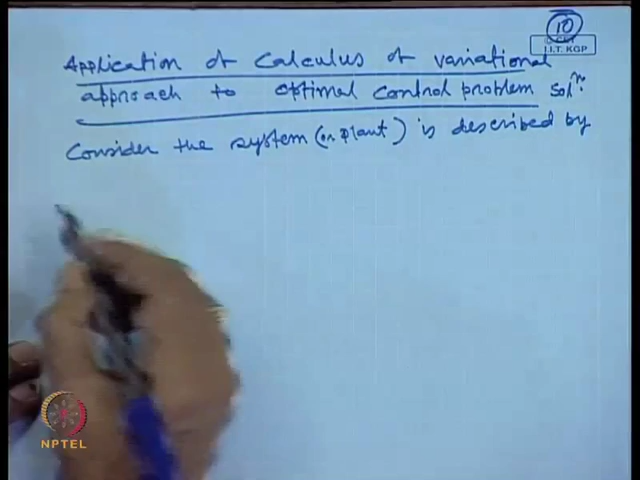 10
I.I.T. KGP
Application of Calculus of variational
approach to optimal control problem solⁿ.
Consider the system (or plant) is described by
NPTEL